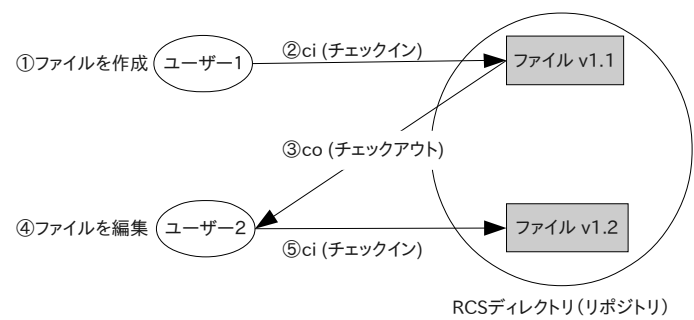 ①ファイルを作成
ユーザー1
②ci (チェックイン)
ファイル v1.1
③co (チェックアウト)
④ファイルを編集
ユーザー2
⑤ci (チェックイン)
ファイル v1.2
RCSディレクトリ(リポジトリ)